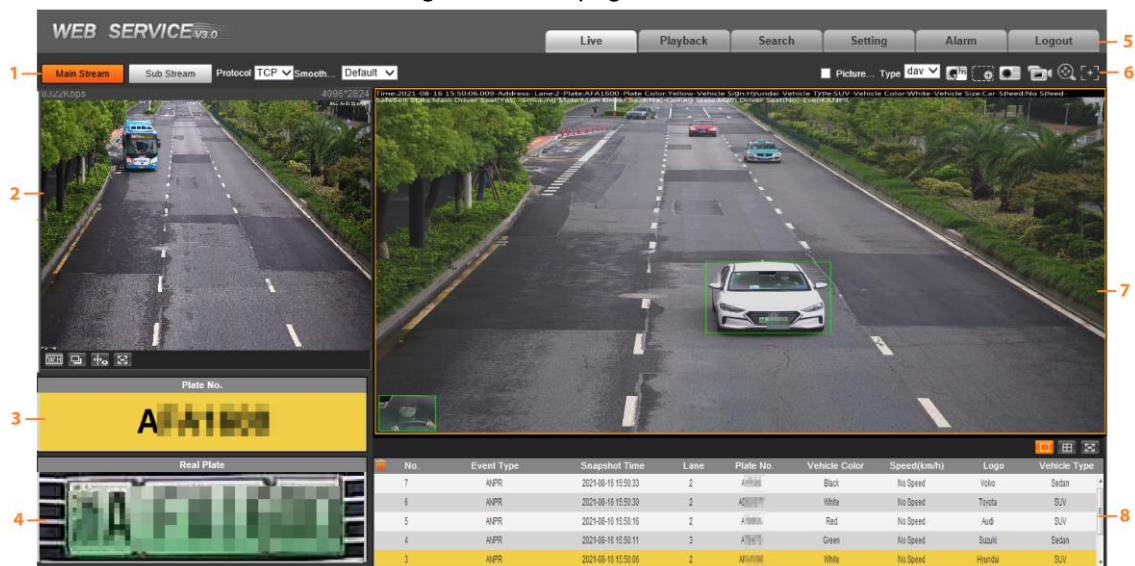 WEB SERVICE V3.0
Live Playback Search Setting Alarm Logout
5
1
Main Stream Sub Stream Protocol TCP Smooth... Default
Picture... Type dav
6
8322Kbps 4096*2824
Time:2021-08-16 15:50:06.009-Address:-Lane:2-Plate:AFA1600-Plate Color:Yellow-Vehicle Sign:Hyundai-Vehicle Type:SUV-Vehicle Color:White-Vehicle Size:Car-Speed:No Speed-
2
7
W:H
Plate No.
3
A
Real Plate
4
No. Event Type Snapshot Time Lane Plate No. Vehicle Color Speed(km/h) Logo Vehicle Type
7 ANPR 2021-08-16 15:50:33 2 A Black No Speed Volvo Sedan
6 ANPR 2021-08-16 15:50:30 2 White No Speed Toyota SUV
5 ANPR 2021-08-16 15:50:16 2 A Red No Speed Audi SUV
8
4 ANPR 2021-08-16 15:50:11 3 A Green No Speed Suzuki Sedan
3 ANPR 2021-08-16 15:50:06 2 White No Speed Hyundai SUV